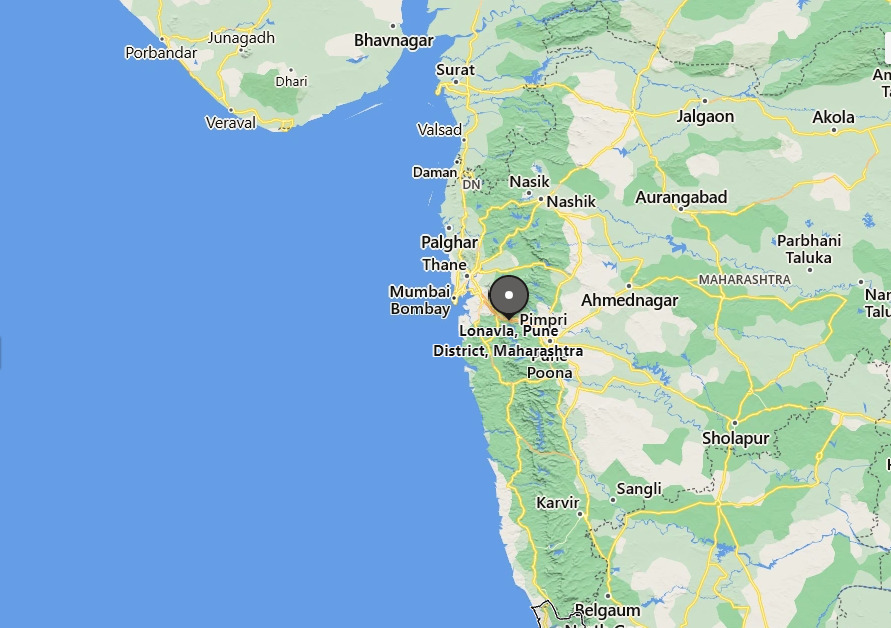 Porbandar
Junagadh
Bhavnagar
Dhari
Surat
Veraval
Jalgaon
Akola
Valsad
Daman
DN
Nasik
Nashik
Aurangabad
Palghar
Parbhani
Taluka
Thane
MAHARASHTRA
Mumbai
Bombay
Ahmednagar
Pimpri
Lonavla, Pune
District, Maharashtra
Pune
Poona
Sholapur
Sangli
Karvir
Belgaum